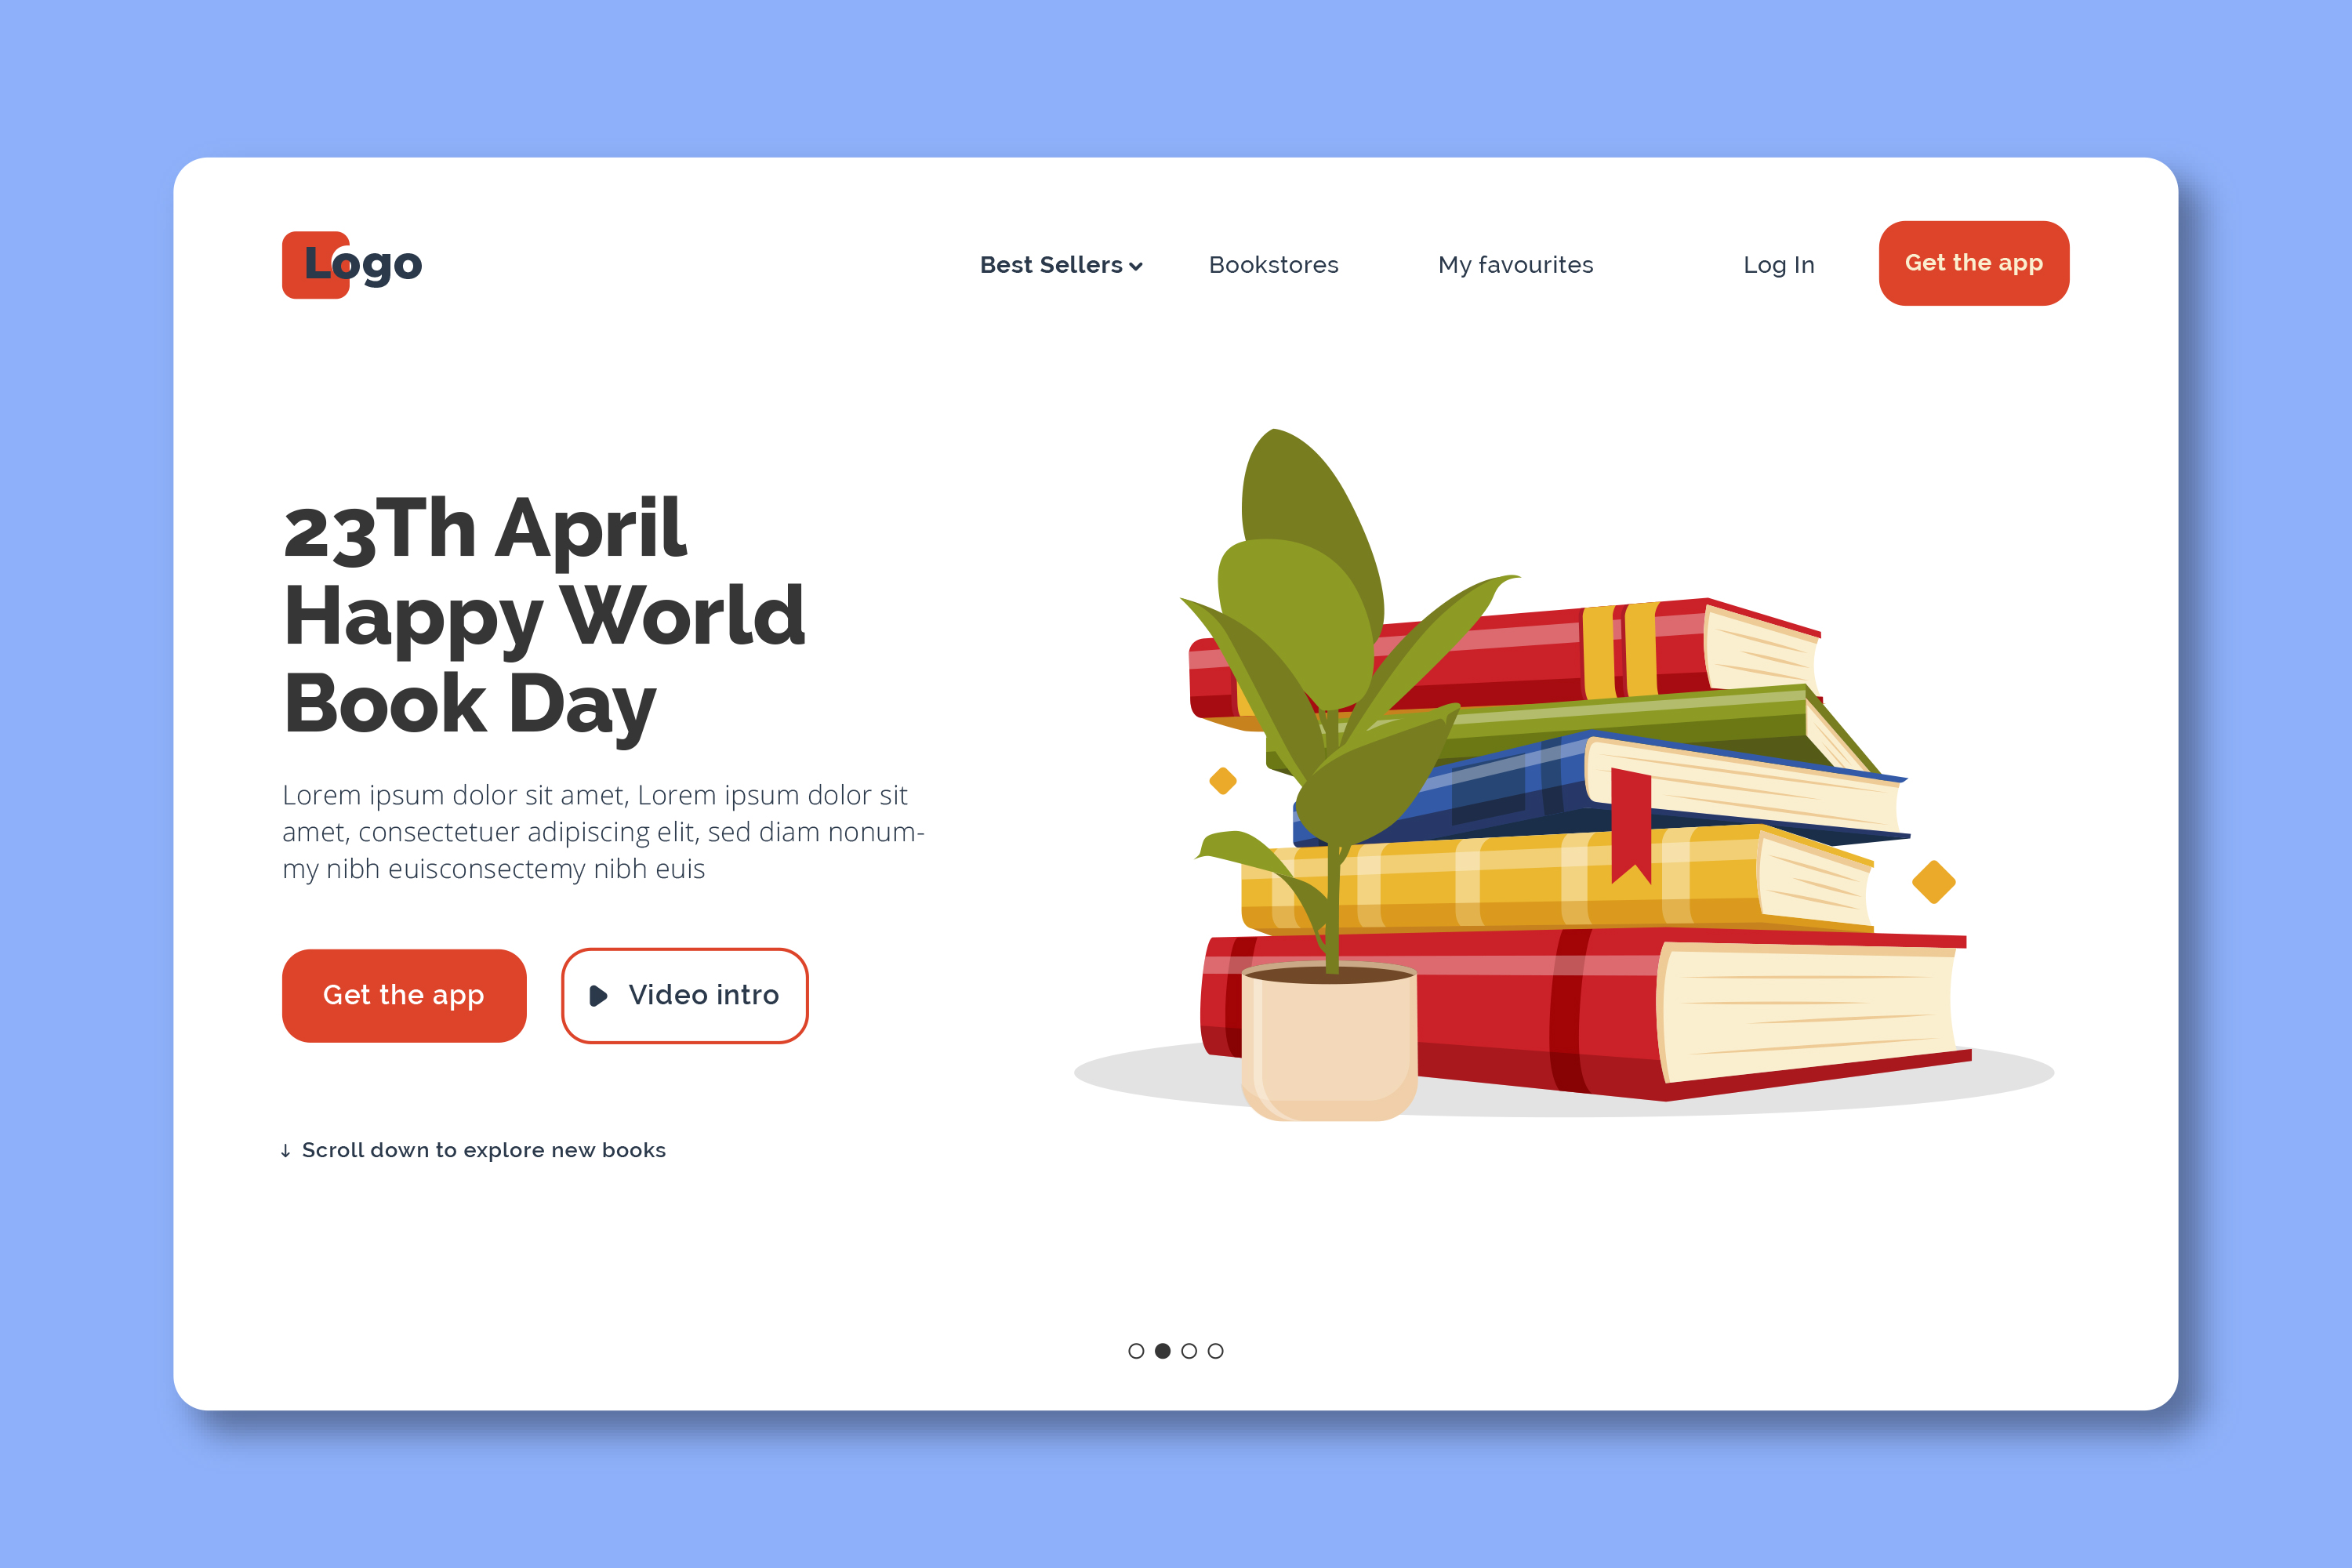 Logo
Best Sellers
Bookstores
My favourites
Log In
Get the app
23Th April
Happy World
Book Day
Lorem ipsum dolor sit amet, Lorem ipsum dolor sit
amet, consectetuer adipiscing elit, sed diam nonum-
my nibh euisconsectemy nibh euis
Get the app
Video intro
↓ Scroll down to explore new books